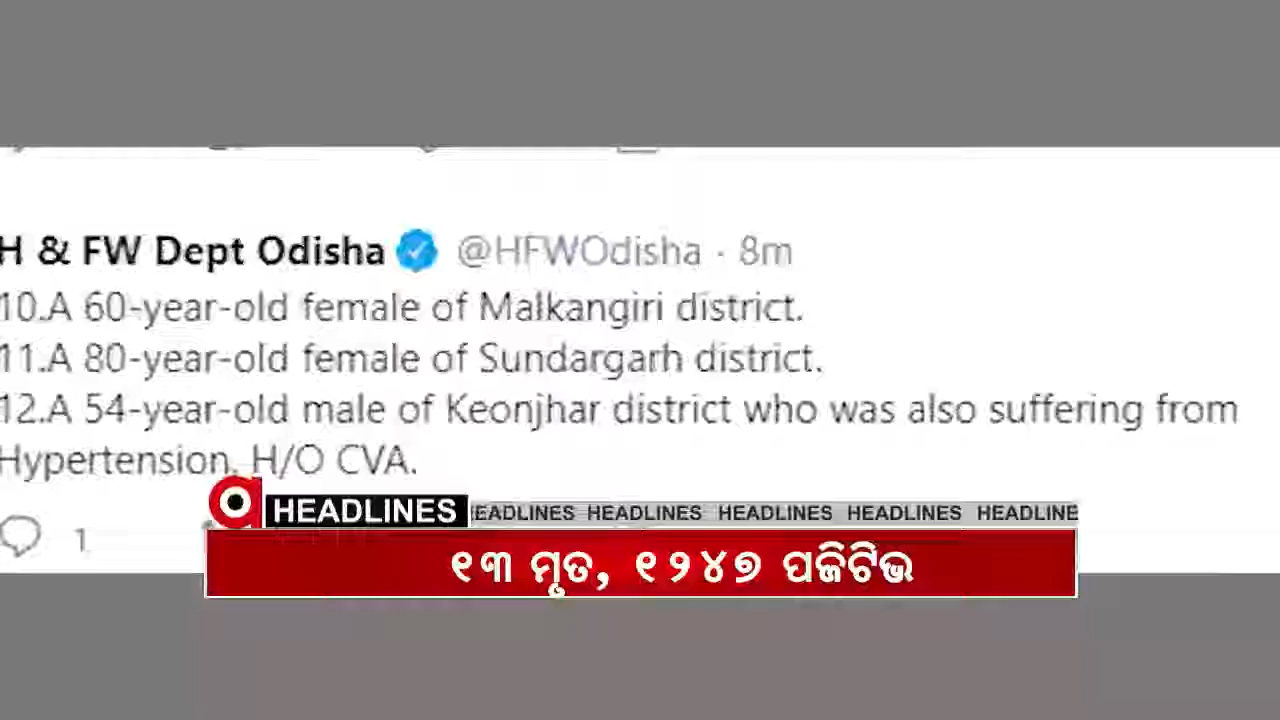 H & FW Dept Odisha @HFWOdisha · 8m
10.A 60-year-old female of Malkangiri district.
11.A 80-year-old female of Sundargarh district.
12.A 54-year-old male of Keonjhar district who was also suffering from
Hypertension, H/O CVA.
1
HEADLINES EADLINES HEADLINES HEADLINES HEADLINES HEADLINE
୧୩ ମୃତ, ୧୨୪୭ ପଜିଟିଭ